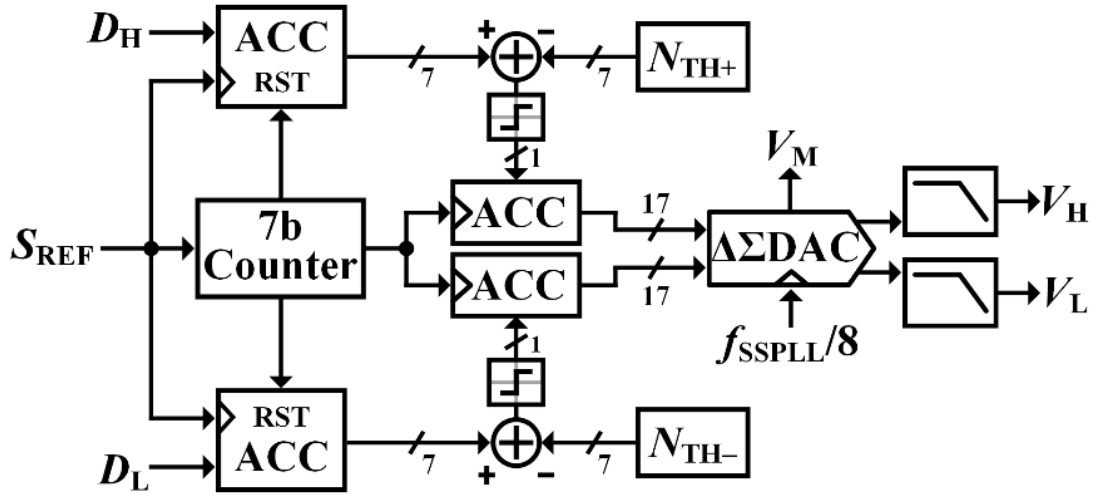 D_H
ACC
RST
+
−
7
7
N_TH+
1
S_REF
7b
Counter
ACC
17
V_M
ΔΣDAC
V_H
ACC
17
V_L
f_SSPLL/8
1
D_L
RST
ACC
7
+
−
7
N_TH−